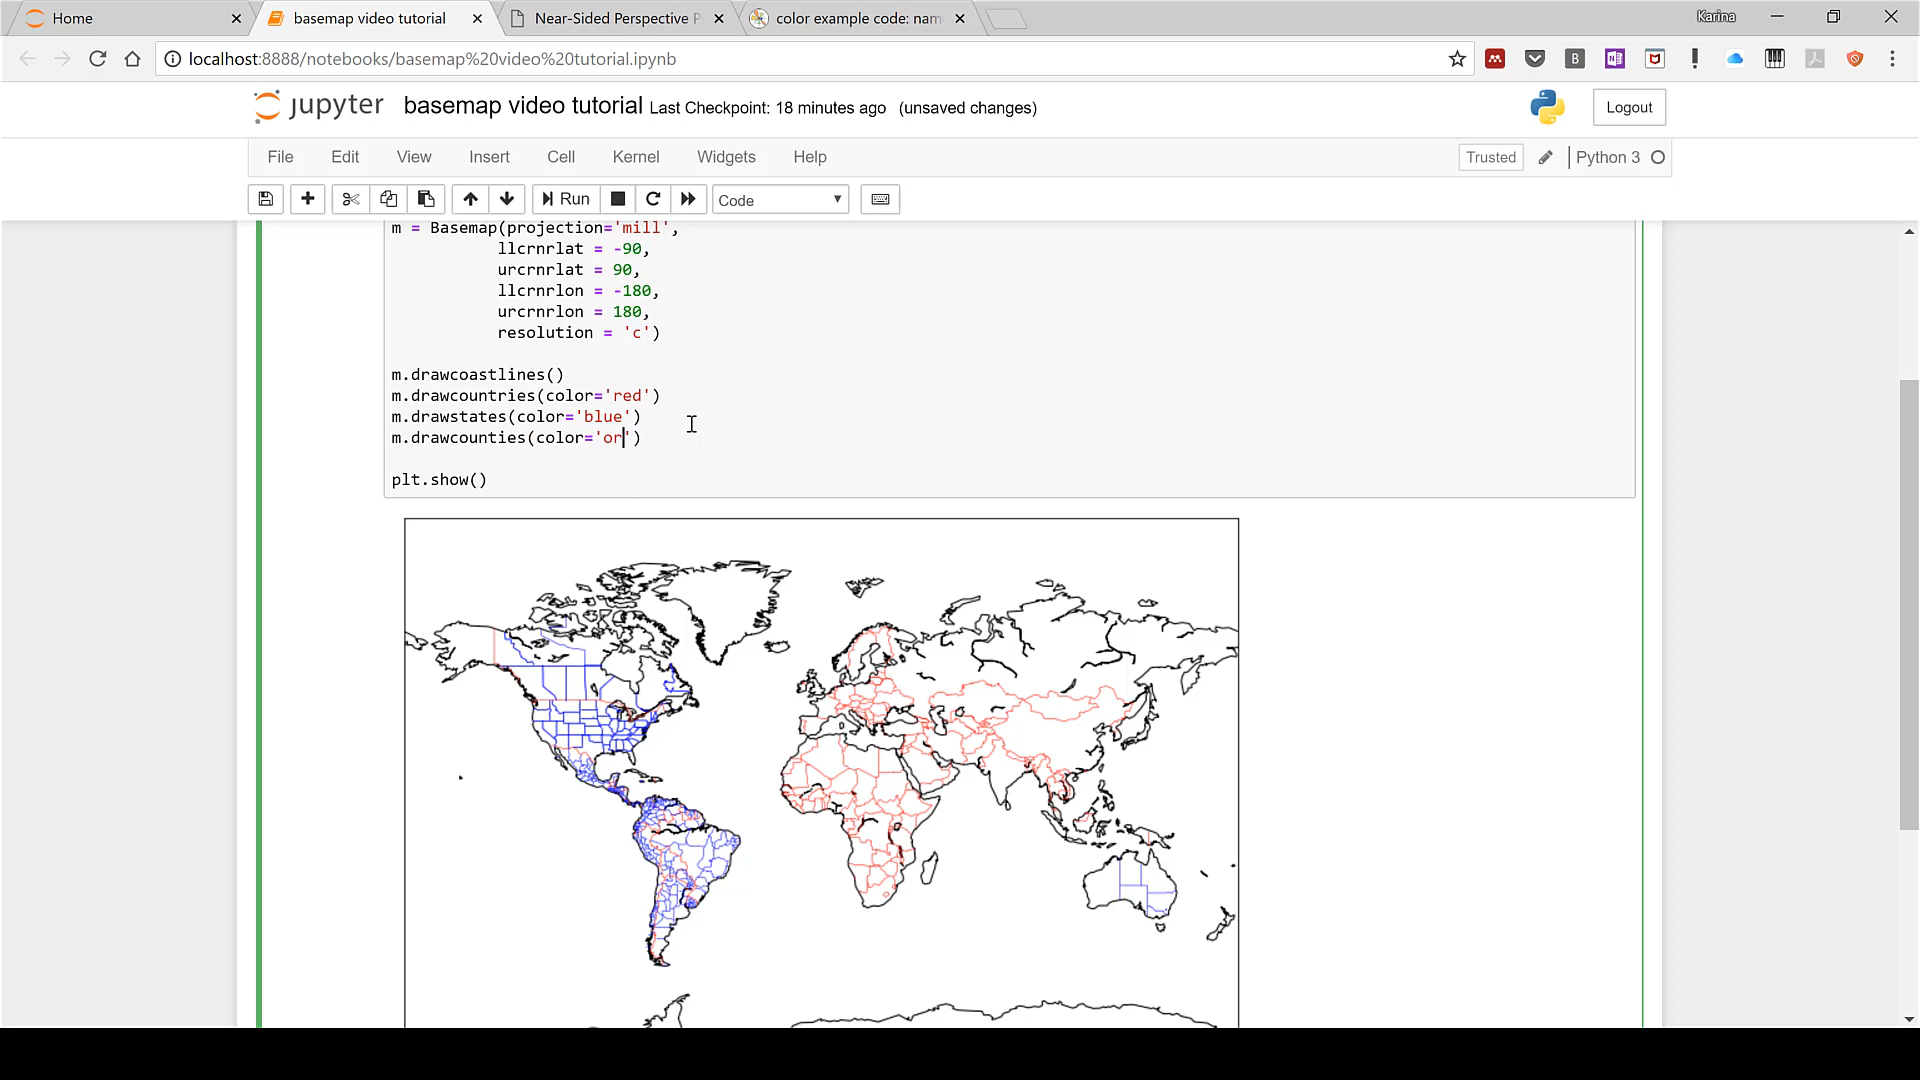 Home
basemap video tutorial
Near-Sided Perspective P
color example code: nam
Karina
localhost:8888/notebooks/basemap%20video%20tutorial.ipynb
jupyter basemap video tutorial Last Checkpoint: 18 minutes ago (unsaved changes)
Logout
File Edit View Insert Cell Kernel Widgets Help
Trusted Python 3
Run Code
m = Basemap(projection='mill',
llcrnrlat = -90,
urcrnrlat = 90,
llcrnrlon = -180,
urcrnrlon = 180,
resolution = 'c')
m.drawcoastlines()
m.drawcountries(color='red')
m.drawstates(color='blue')
m.drawcounties(color='or')
plt.show()